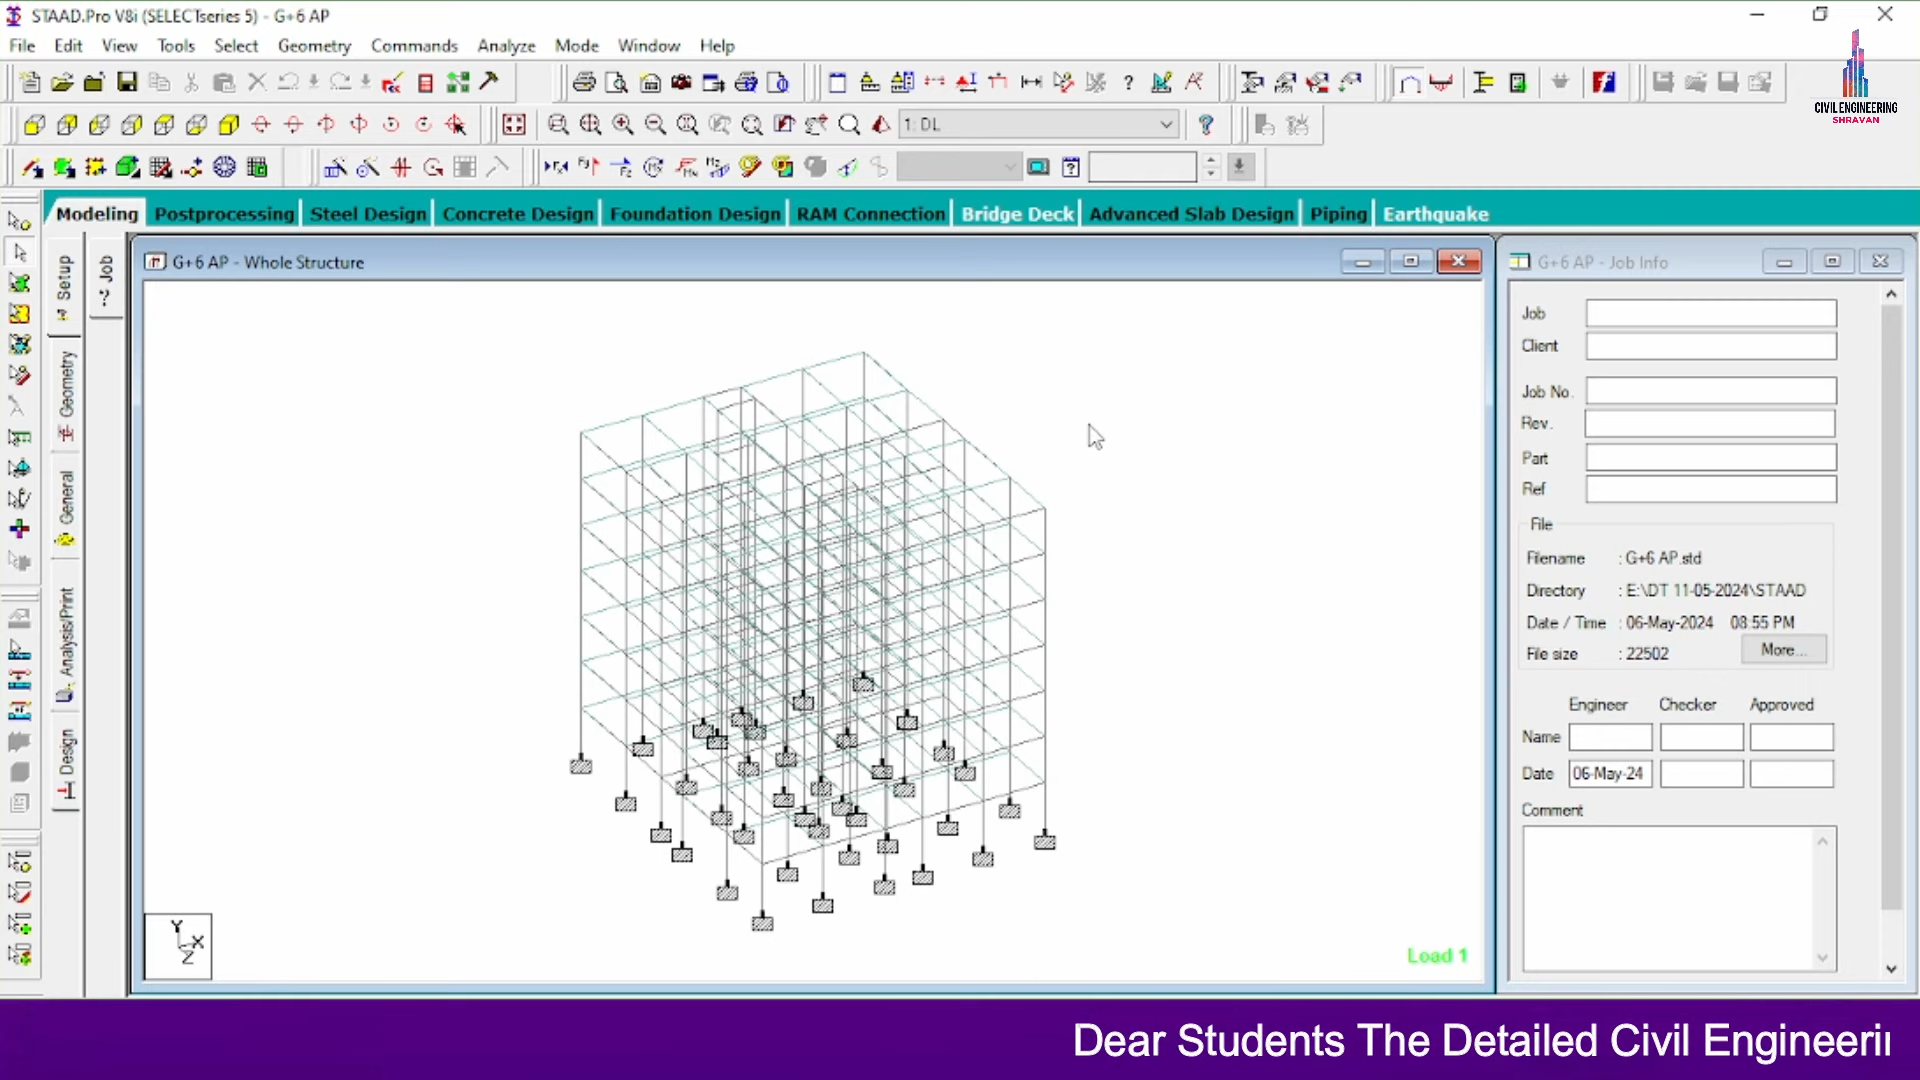 STAAD.Pro V8i (SELECTseries 5) - G+6 AP
File Edit View Tools Select Geometry Commands Analyze Mode Window Help
CIVIL ENGINEERING
SHRAVAN
1: DL
Modeling Postprocessing Steel Design Concrete Design Foundation Design RAM Connection Bridge Deck Advanced Slab Design Piping Earthquake
Setup
Geometry
General
Analysis/Print
Design
Job
G+6 AP - Whole Structure
Y
X
Z
Load 1
G+6 AP - Job Info
Job
Client
Job No.
Rev.
Part
Ref
File
Filename : G+6 AP.std
Directory : E:\DT 11-05-2024\STAAD
Date / Time : 06-May-2024 08:55 PM
File size : 22502
More...
Engineer Checker Approved
Name
Date 06-May-24
Comment
Dear Students The Detailed Civil Engineerin